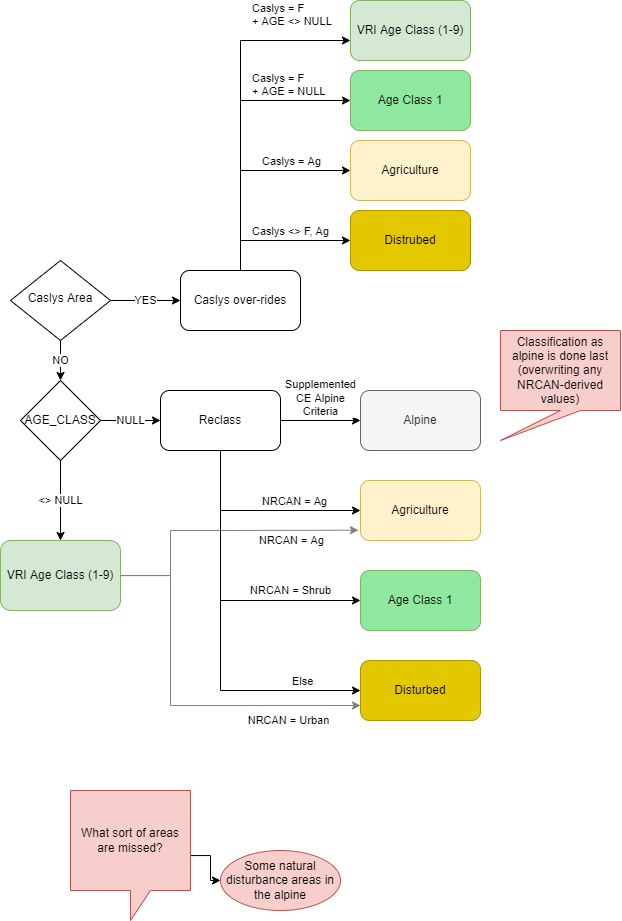 Caslys = F
+ AGE <> NULL
VRI Age Class (1-9)
Caslys = F
+ AGE = NULL
Age Class 1
Caslys = Ag
Agriculture
Caslys <> F, Ag
Distrubed
Caslys Area
YES
Caslys over-rides
NO
Classification as
alpine is done last
(overwriting any
NRCAN-derived
values)
AGE_CLASS
NULL
Reclass
Supplemented
CE Alpine
Criteria
Alpine
<> NULL
NRCAN = Ag
Agriculture
NRCAN = Ag
VRI Age Class (1-9)
NRCAN = Shrub
Age Class 1
Else
Disturbed
NRCAN = Urban
What sort of areas
are missed?
Some natural
disturbance areas in
the alpine